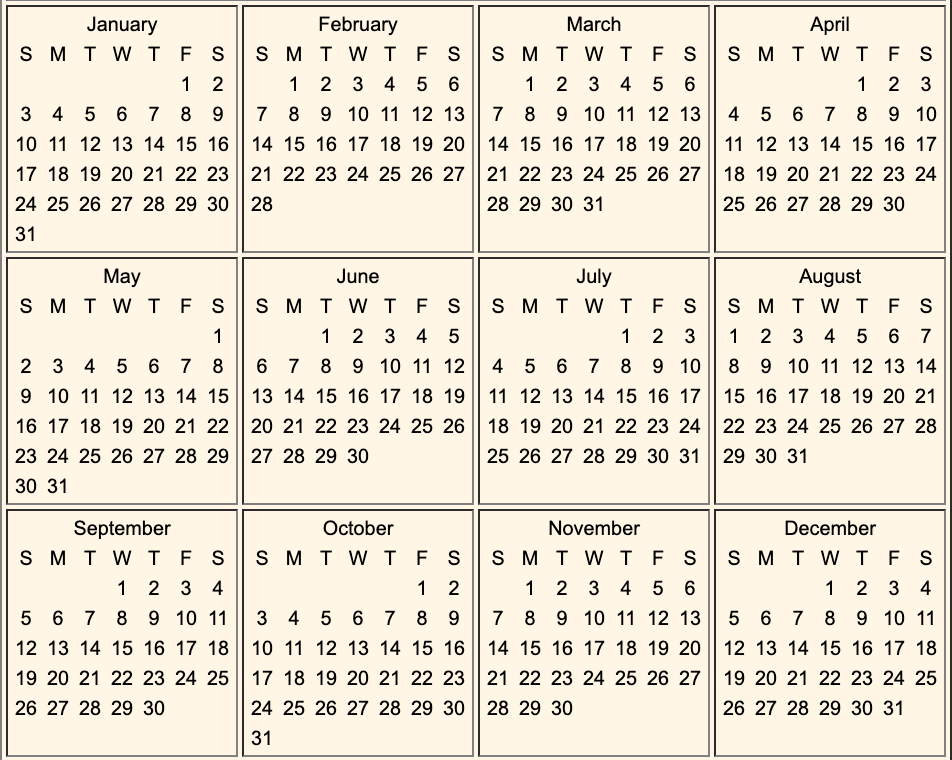 January
S M T W T F S
1 2
3 4 5 6 7 8 9
10 11 12 13 14 15 16
17 18 19 20 21 22 23
24 25 26 27 28 29 30
31
February
S M T W T F S
1 2 3 4 5 6
7 8 9 10 11 12 13
14 15 16 17 18 19 20
21 22 23 24 25 26 27
28
March
S M T W T F S
1 2 3 4 5 6
7 8 9 10 11 12 13
14 15 16 17 18 19 20
21 22 23 24 25 26 27
28 29 30 31
April
S M T W T F S
1 2 3
4 5 6 7 8 9 10
11 12 13 14 15 16 17
18 19 20 21 22 23 24
25 26 27 28 29 30
May
S M T W T F S
1
2 3 4 5 6 7 8
9 10 11 12 13 14 15
16 17 18 19 20 21 22
23 24 25 26 27 28 29
30 31
June
S M T W T F S
1 2 3 4 5
6 7 8 9 10 11 12
13 14 15 16 17 18 19
20 21 22 23 24 25 26
27 28 29 30
July
S M T W T F S
1 2 3
4 5 6 7 8 9 10
11 12 13 14 15 16 17
18 19 20 21 22 23 24
25 26 27 28 29 30 31
August
S M T W T F S
1 2 3 4 5 6 7
8 9 10 11 12 13 14
15 16 17 18 19 20 21
22 23 24 25 26 27 28
29 30 31
September
S M T W T F S
1 2 3 4
5 6 7 8 9 10 11
12 13 14 15 16 17 18
19 20 21 22 23 24 25
26 27 28 29 30
October
S M T W T F S
1 2
3 4 5 6 7 8 9
10 11 12 13 14 15 16
17 18 19 20 21 22 23
24 25 26 27 28 29 30
31
November
S M T W T F S
1 2 3 4 5 6
7 8 9 10 11 12 13
14 15 16 17 18 19 20
21 22 23 24 25 26 27
28 29 30
December
S M T W T F S
1 2 3 4
5 6 7 8 9 10 11
12 13 14 15 16 17 18
19 20 21 22 23 24 25
26 27 28 29 30 31